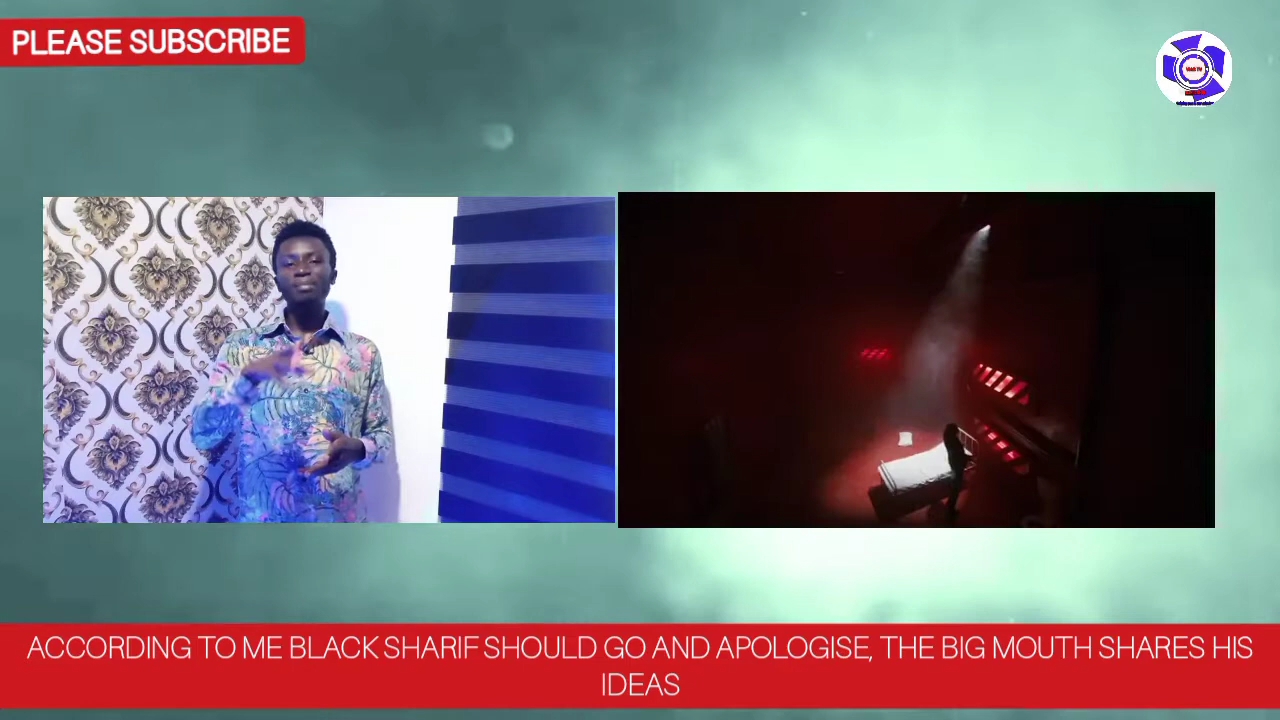 PLEASE SUBSCRIBE
ACCORDING TO ME BLACK SHARIF SHOULD GO AND APOLOGISE, THE BIG MOUTH SHARES HIS
IDEAS